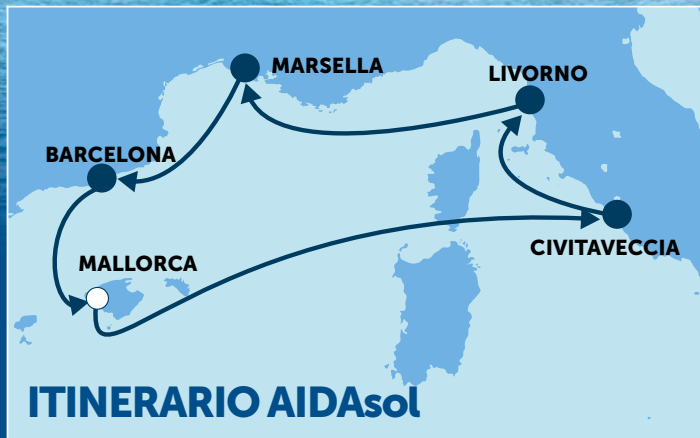 MARSELLA
LIVORNO
BARCELONA
CIVITAVECCIA
MALLORCA
ITINERARIO AIDAsol